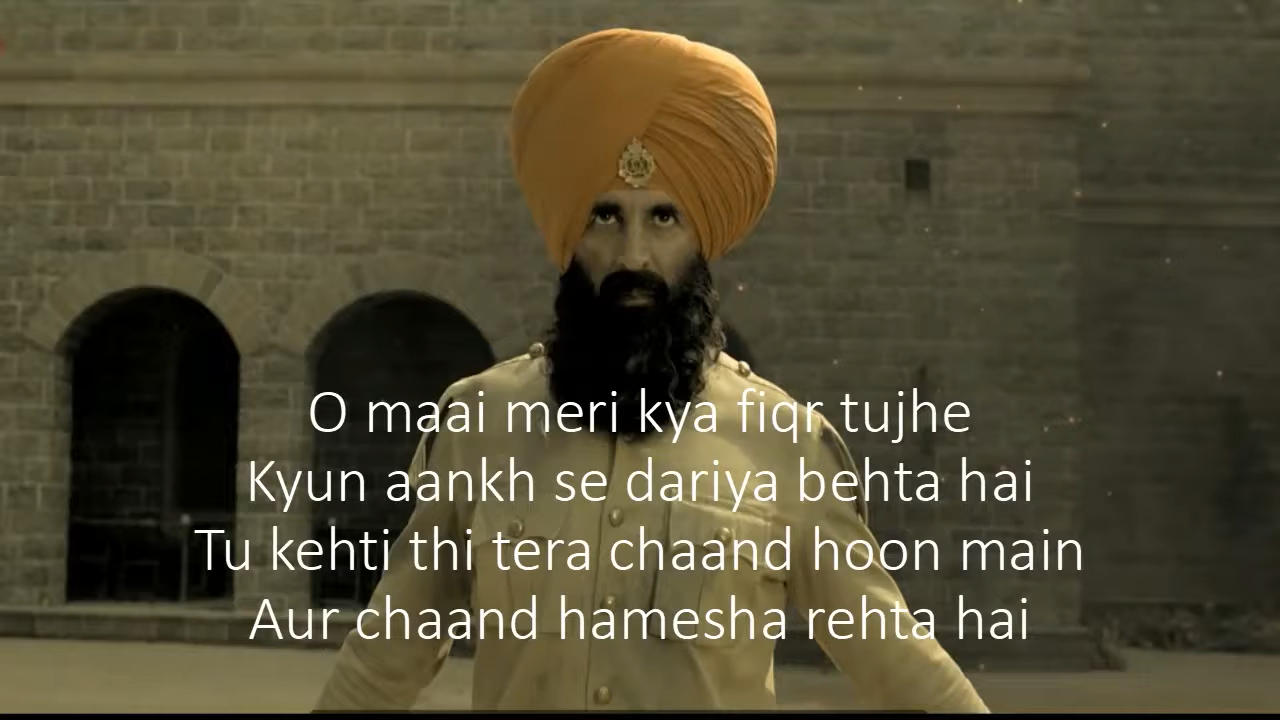 O maai meri kya fiqr tujhe
Kyun aankh se dariya behta hai
Tu kehti thi tera chaand hoon main
Aur chaand hamesha rehta hai